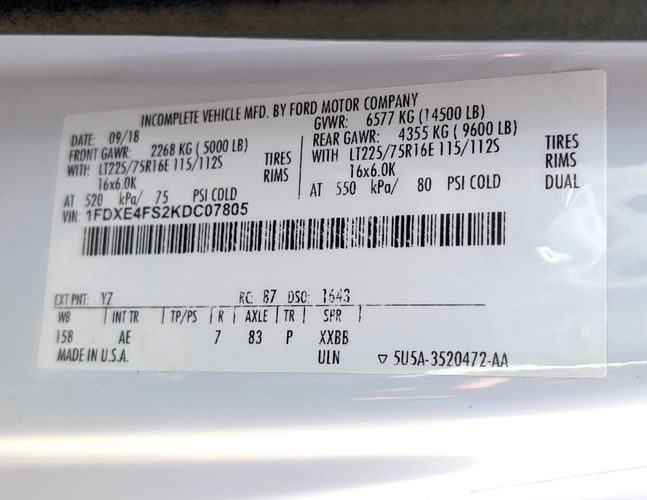 INCOMPLETE VEHICLE MFD. BY FORD MOTOR COMPANY
DATE: 09/18 GVWR: 6577 KG (14500 LB)
FRONT GAWR: 2268 KG (5000 LB) REAR GAWR: 4355 KG (9600 LB)
WITH LT225/75R16E 115/112S TIRES WITH LT225/75R16E 115/112S TIRES
16x6.0K RIMS 16x6.0K RIMS
AT 520 kPa/ 75 PSI COLD AT 550 kPa/ 80 PSI COLD DUAL
VIN: 1FDXE4FS2KDC07805
EXT PNT: YZ RC: 87 DSO: 1643
WB INT TR TP/PS R AXLE TR SPR
158 AE 7 83 P XXBB
MADE IN U.S.A. ULN ▽ 5U5A-3520472-AA